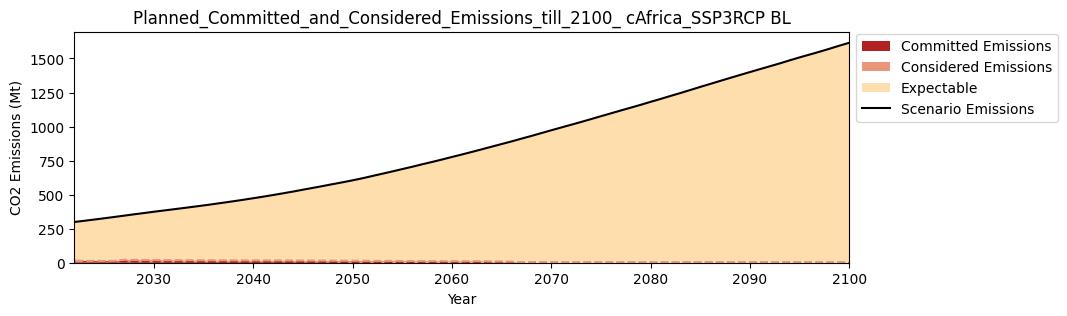 Planned_Committed_and_Considered_Emissions_till_2100_ cAfrica_SSP3RCP BL
Committed Emissions
Considered Emissions
Expectable
Scenario Emissions
CO2 Emissions (Mt)
1500
1250
1000
750
500
250
0
2030 2040 2050 2060 2070 2080 2090 2100
Year